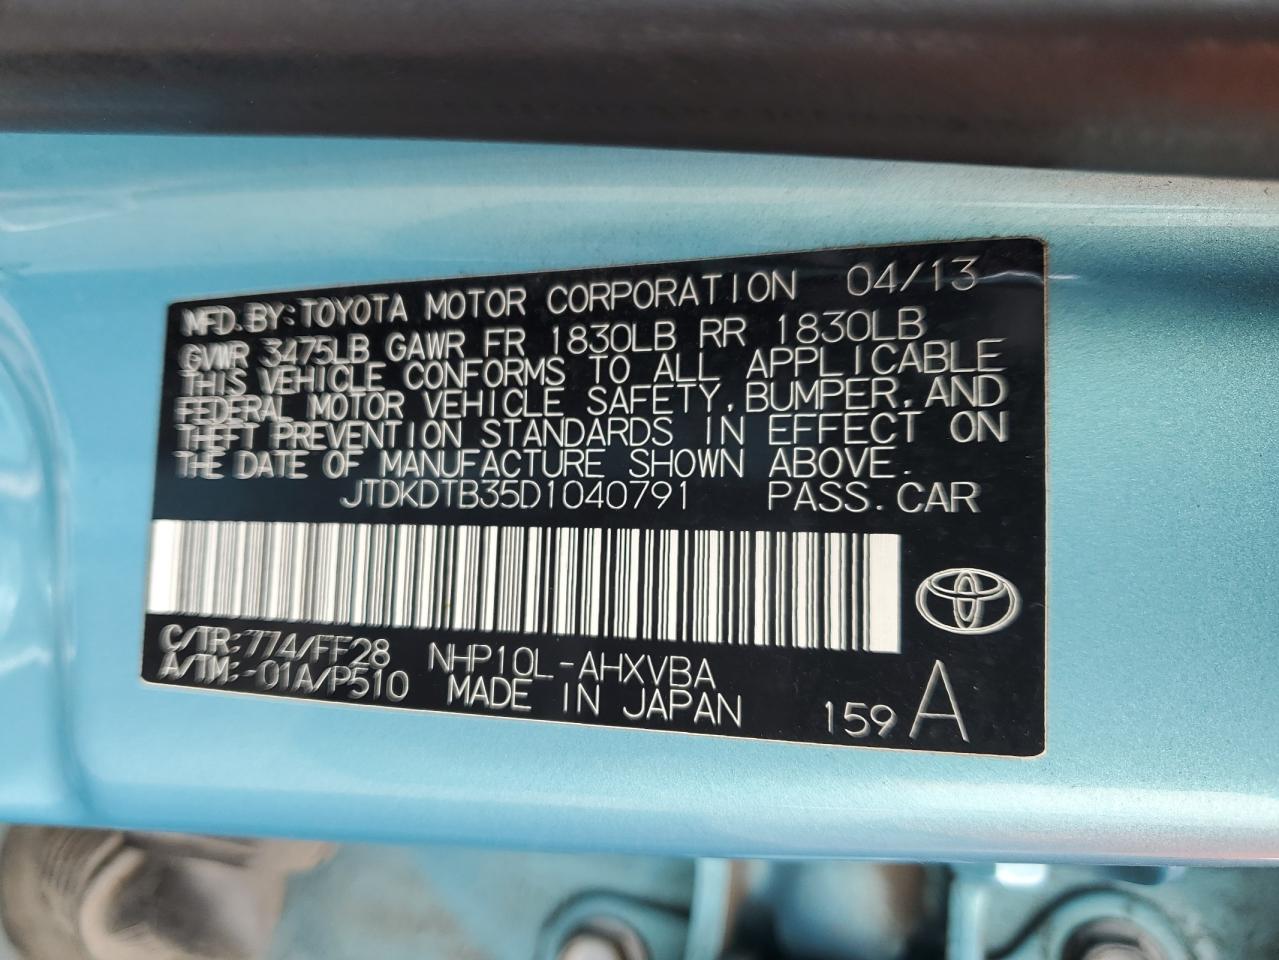 MFD. BY: TOYOTA MOTOR CORPORATION 04/13
GVWR 3475LB GAWR FR 1830LB RR 1830LB
THIS VEHICLE CONFORMS TO ALL APPLICABLE
FEDERAL MOTOR VEHICLE SAFETY, BUMPER, AND
THEFT PREVENTION STANDARDS IN EFFECT ON
THE DATE OF MANUFACTURE SHOWN ABOVE.
JTDKDTB35D1040791 PASS. CAR
C/TR: 774/FF28 NHP10L-AHXVBA
A/TM: -01A/P510 MADE IN JAPAN 159 A